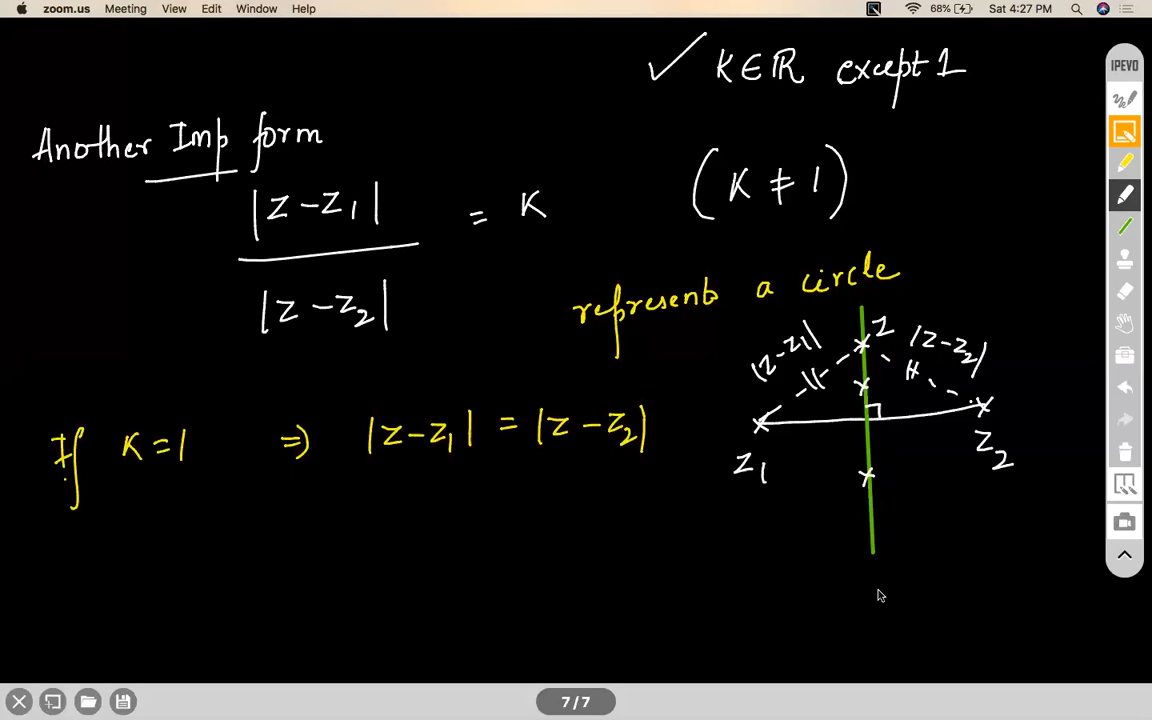 zoom.us Meeting View Edit Window Help 68% Sat 4:27 PM
✓ K∈ℝ except 1
IPEVO
Another Imp form
|z-z₁| / |z-z₂| = K (K ≠ 1)
represents a circle
If K=1 ⇒ |z-z₁| = |z-z₂|
|z-z₁| z |z-z₂|
z₁ z₂
7/7